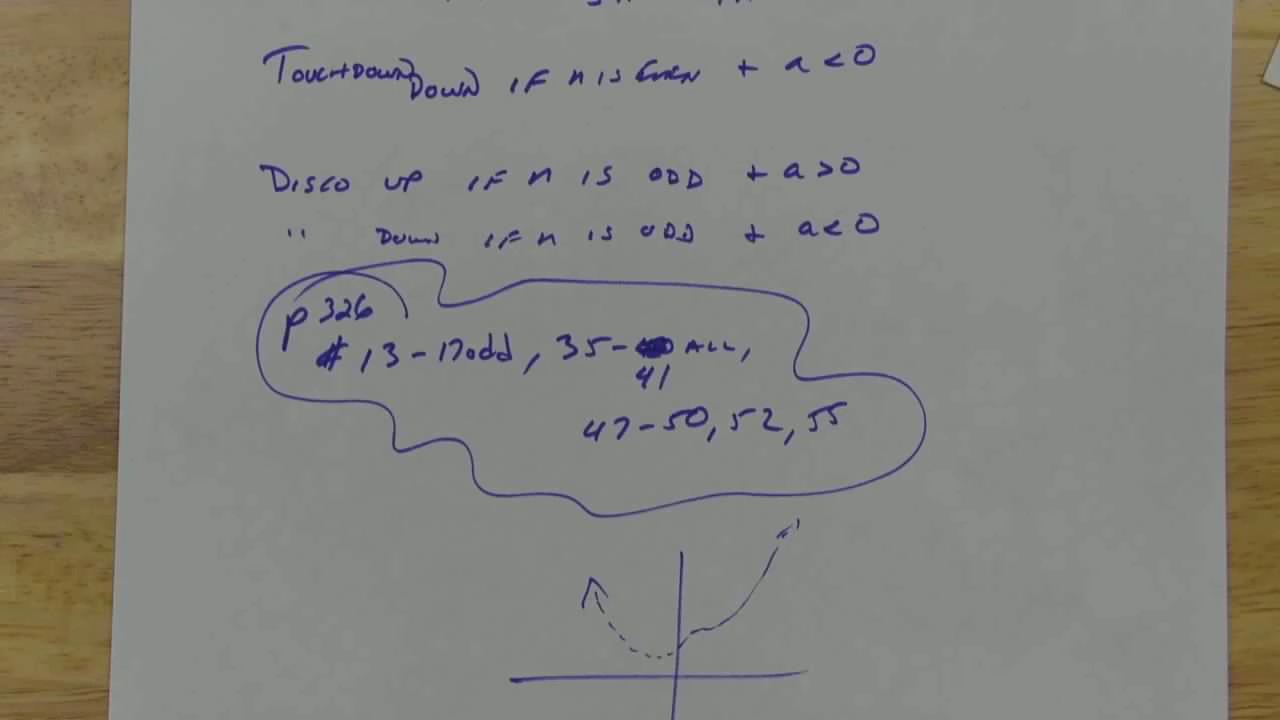 TOUCHDOWN DOWN IF n IS EVEN + a < 0
DISCO UP IF n IS ODD + a > 0
" DOWN IF n IS ODD + a < 0
p 326
# 13-17 odd, 35- ALL,
41
47-50, 52, 55